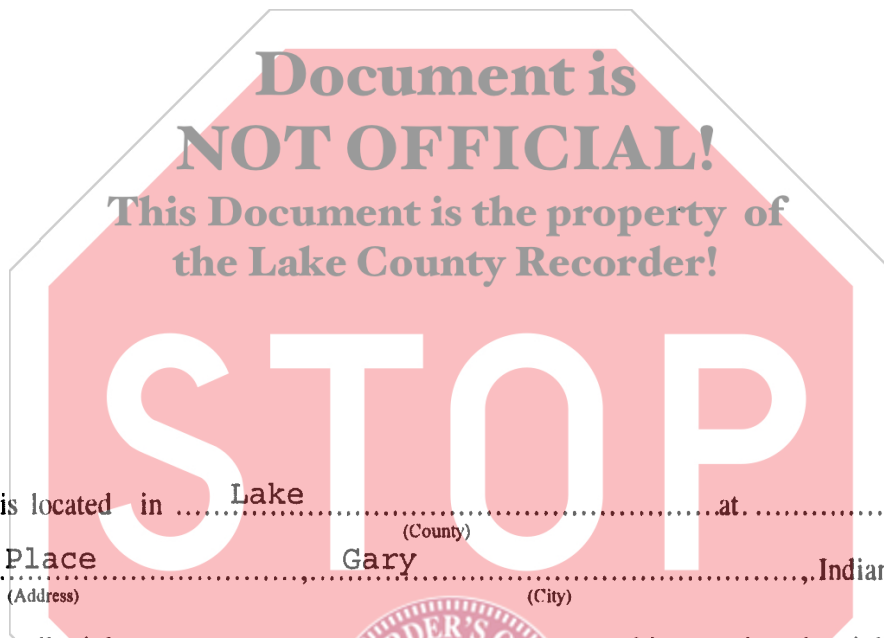 Document is
NOT OFFICIAL!
This Document is the property of
the Lake County Recorder!
STOP
is located in Lake at
(County)
Place, Gary, Indian
(Address) (City)